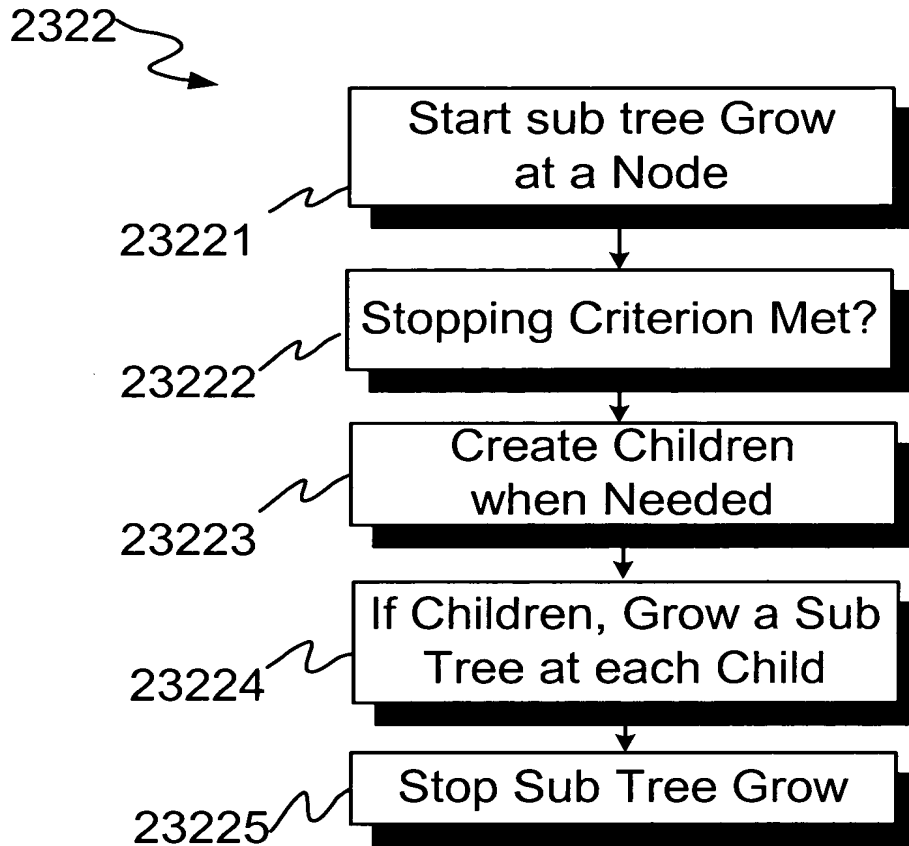 2322
Start sub tree Grow
at a Node
23221
Stopping Criterion Met?
23222
Create Children
when Needed
23223
If Children, Grow a Sub
Tree at each Child
23224
Stop Sub Tree Grow
23225